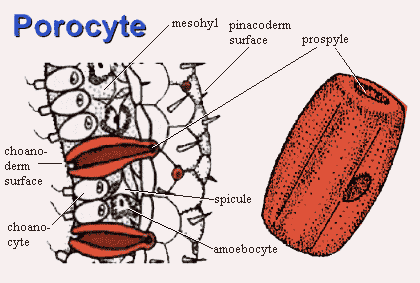 Porocyte
mesohyl
pinacoderm
surface
prospyle
choano-
derm
surface
choano-
cyte
spicule
amoebocyte